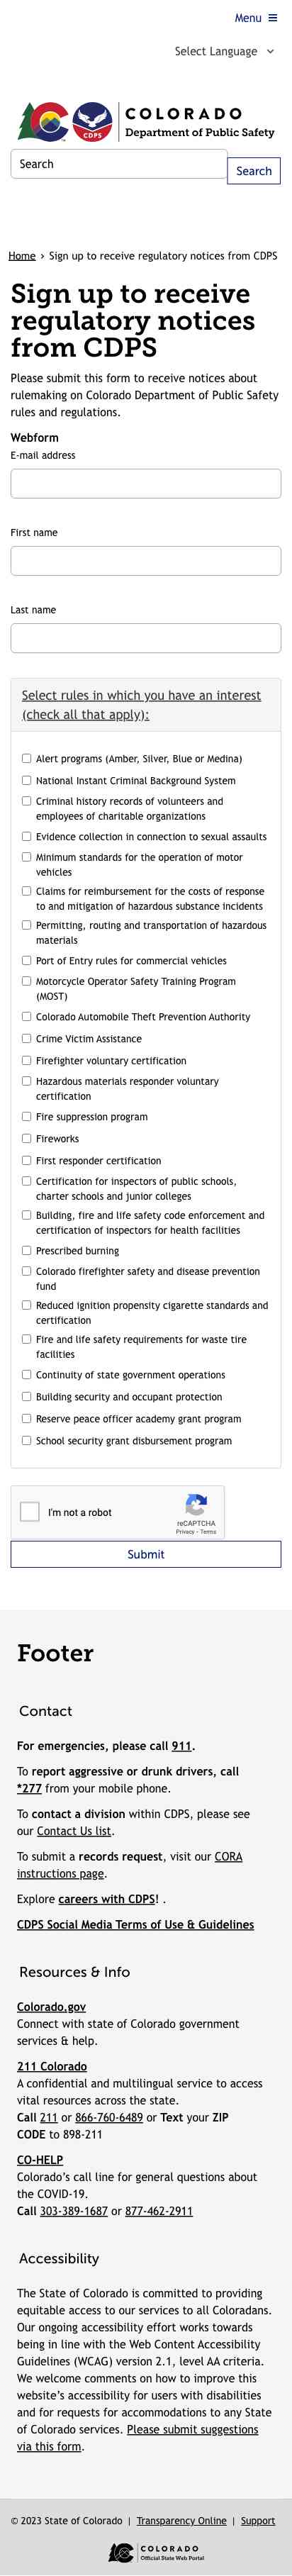 Menu
Select Language
COLORADO
Department of Public Safety
CDPS
Search
Search
Home › Sign up to receive regulatory notices from CDPS
Sign up to receive
regulatory notices
from CDPS
Please submit this form to receive notices about
rulemaking on Colorado Department of Public Safety
rules and regulations.
Webform
E-mail address
First name
Last name
Select rules in which you have an interest
(check all that apply):
Alert programs (Amber, Silver, Blue or Medina)
National Instant Criminal Background System
Criminal history records of volunteers and
employees of charitable organizations
Evidence collection in connection to sexual assaults
Minimum standards for the operation of motor
vehicles
Claims for reimbursement for the costs of response
to and mitigation of hazardous substance incidents
Permitting, routing and transportation of hazardous
materials
Port of Entry rules for commercial vehicles
Motorcycle Operator Safety Training Program
(MOST)
Colorado Automobile Theft Prevention Authority
Crime Victim Assistance
Firefighter voluntary certification
Hazardous materials responder voluntary
certification
Fire suppression program
Fireworks
First responder certification
Certification for inspectors of public schools,
charter schools and junior colleges
Building, fire and life safety code enforcement and
certification of inspectors for health facilities
Prescribed burning
Colorado firefighter safety and disease prevention
fund
Reduced ignition propensity cigarette standards and
certification
Fire and life safety requirements for waste tire
facilities
Continuity of state government operations
Building security and occupant protection
Reserve peace officer academy grant program
School security grant disbursement program
I'm not a robot
reCAPTCHA
Privacy - Terms
Submit
Footer
Contact
For emergencies, please call 911.
To report aggressive or drunk drivers, call
*277 from your mobile phone.
To contact a division within CDPS, please see
our Contact Us list.
To submit a records request, visit our CORA
instructions page.
Explore careers with CDPS! .
CDPS Social Media Terms of Use & Guidelines
Resources & Info
Colorado.gov
Connect with state of Colorado government
services & help.
211 Colorado
A confidential and multilingual service to access
vital resources across the state.
Call 211 or 866-760-6489 or Text your ZIP
CODE to 898-211
CO-HELP
Colorado's call line for general questions about
the COVID-19.
Call 303-389-1687 or 877-462-2911
Accessibility
The State of Colorado is committed to providing
equitable access to our services to all Coloradans.
Our ongoing accessibility effort works towards
being in line with the Web Content Accessibility
Guidelines (WCAG) version 2.1, level AA criteria.
We welcome comments on how to improve this
website's accessibility for users with disabilities
and for requests for accommodations to any State
of Colorado services. Please submit suggestions
via this form.
© 2023 State of Colorado | Transparency Online | Support
COLORADO
Official State Web Portal